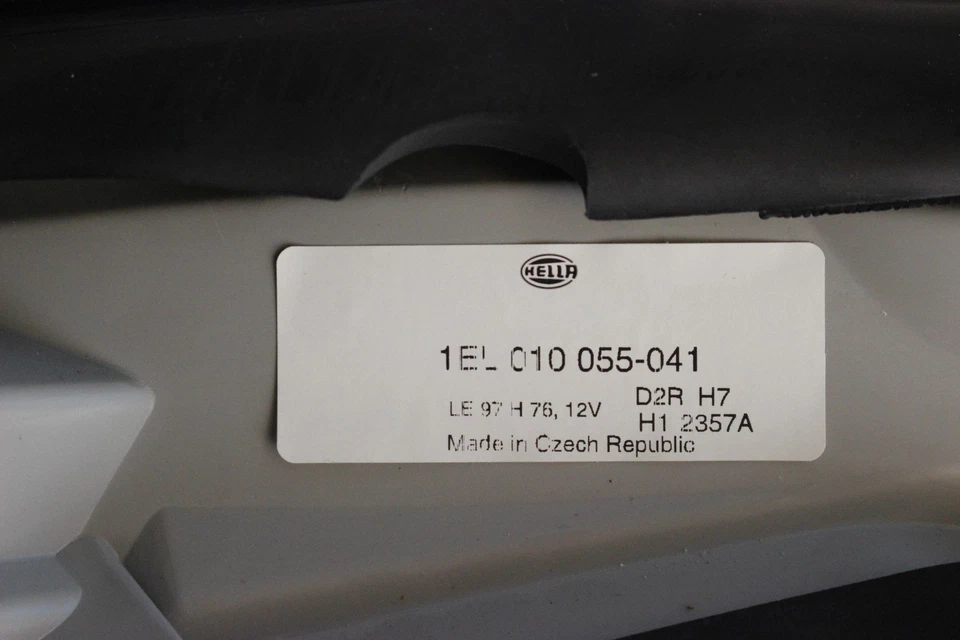 HELLA
1EL 010 055-041
LE 97 H 76, 12V D2R H7
H1 2357A
Made in Czech Republic